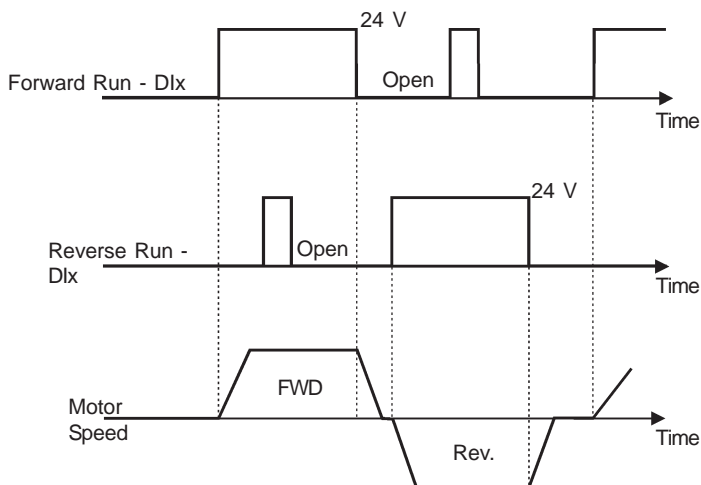 24 V
Forward Run - DIx
Open
Time
24 V
Reverse Run -
DIx
Open
Time
FWD
Motor
Speed
Rev.
Time